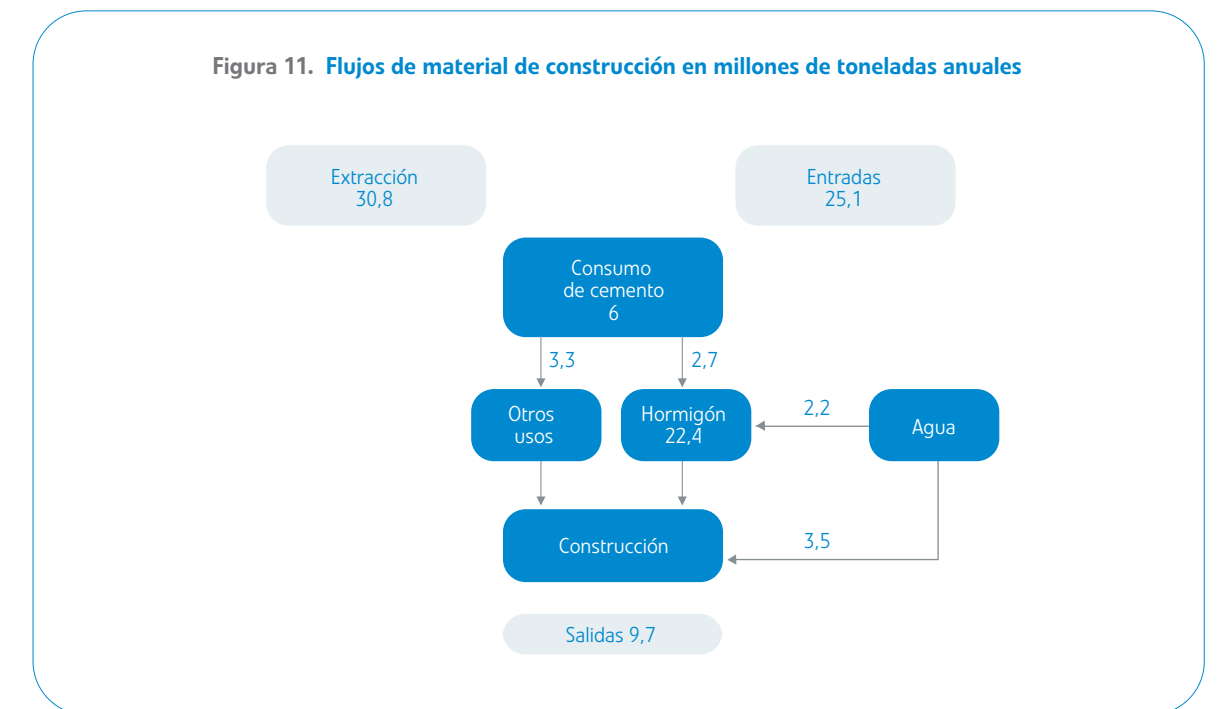 Figura 11. Flujos de material de construcción en millones de toneladas anuales
Extracción
30,8
Entradas
25,1
Consumo
de cemento
6
3,3
2,7
Otros
usos
Hormigón
22,4
2,2
Agua
Construcción
3,5
Salidas 9,7